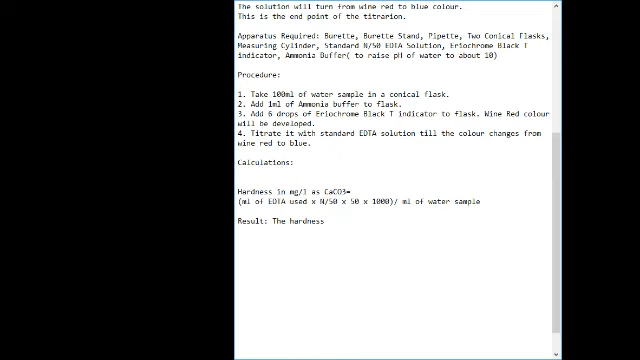 The solution will turn from wine red to blue colour.
This is the end point of the titrarion.
Apparatus Required: Burette, Burette Stand, Pipette, Two Conical Flasks,
Measuring Cylinder, Standard N/50 EDTA Solution, Eriochrome Black T
indicator, Ammonia Buffer( to raise pH of water to about 10)
Procedure:
1. Take 100ml of water sample in a conical flask.
2. Add 1ml of Ammonia buffer to flask.
3. Add 6 drops of Eriochrome Black T indicator to flask. Wine Red colour
will be developed.
4. Titrate it with standard EDTA solution till the colour changes from
wine red to blue.
Calculations:
Hardness in mg/l as CaCO3=
(ml of EDTA used x N/50 x 50 x 1000)/ ml of water sample
Result: The hardness